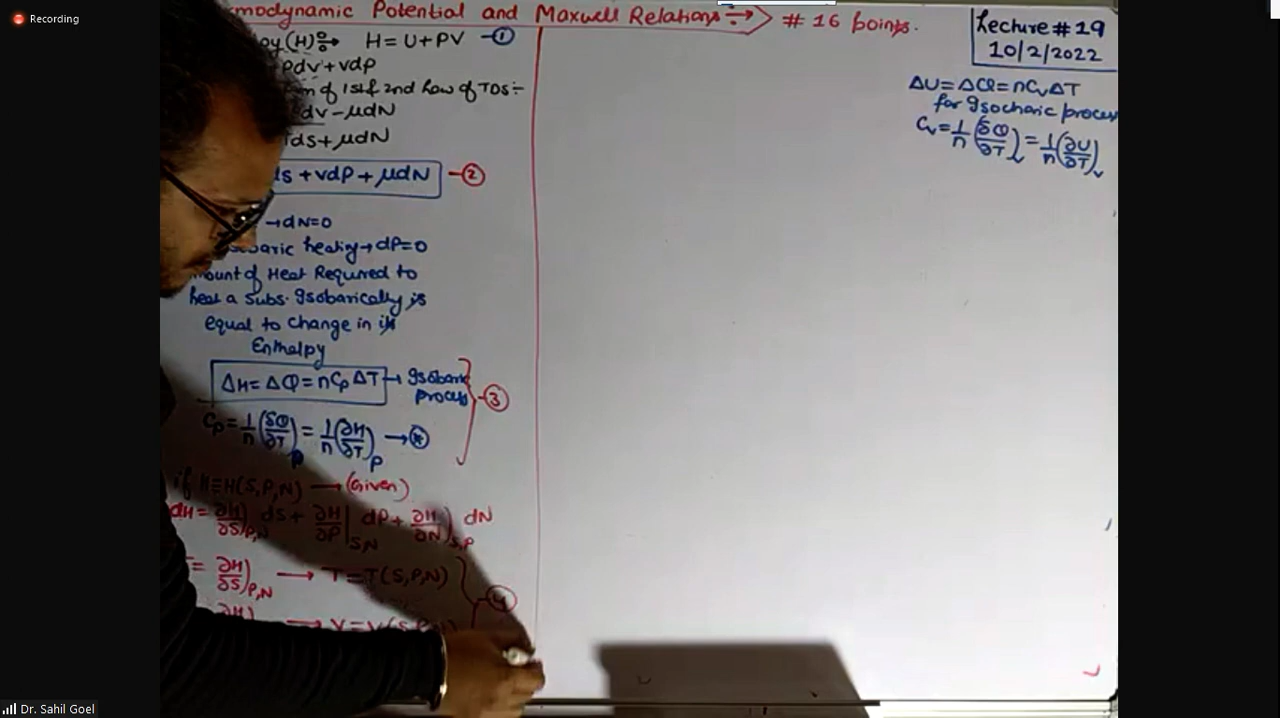 Recording
modynamic Potential and Maxwell Relations :→ # 16 points.
Lecture # 19
10/2/2022
py(H)⦂→ H = U + PV —①
Pdv + vdp
m of 1st & 2nd Law of TDs ÷
dv – μdN
ds + μdN
ds + vdP + μdN —②
→ dN = 0
baric heating → dP = 0
mount of Heat Required to
heat a Subs. Isobarically is
equal to change in its
Enthalpy
ΔH = ΔQ = nCpΔT → Isobaric
process —③
Cp = 1/n (δQ/∂T)P = 1/n (∂H/∂T)P → ⊛
if H ≡ H(S,P,N) → (Given)
dH = ∂H/∂S)P,N ds + ∂H/∂P|S,N dP + ∂H/∂N)S,P dN
= ∂H/∂S)P,N → T = T(S,P,N) —④
∂H → V = V(S,P,N)
ΔU = ΔQ = nCvΔT
for Isochoric process
Cv = 1/n (δQ/∂T)v = 1/n (∂U/∂T)v
Dr. Sahil Goel